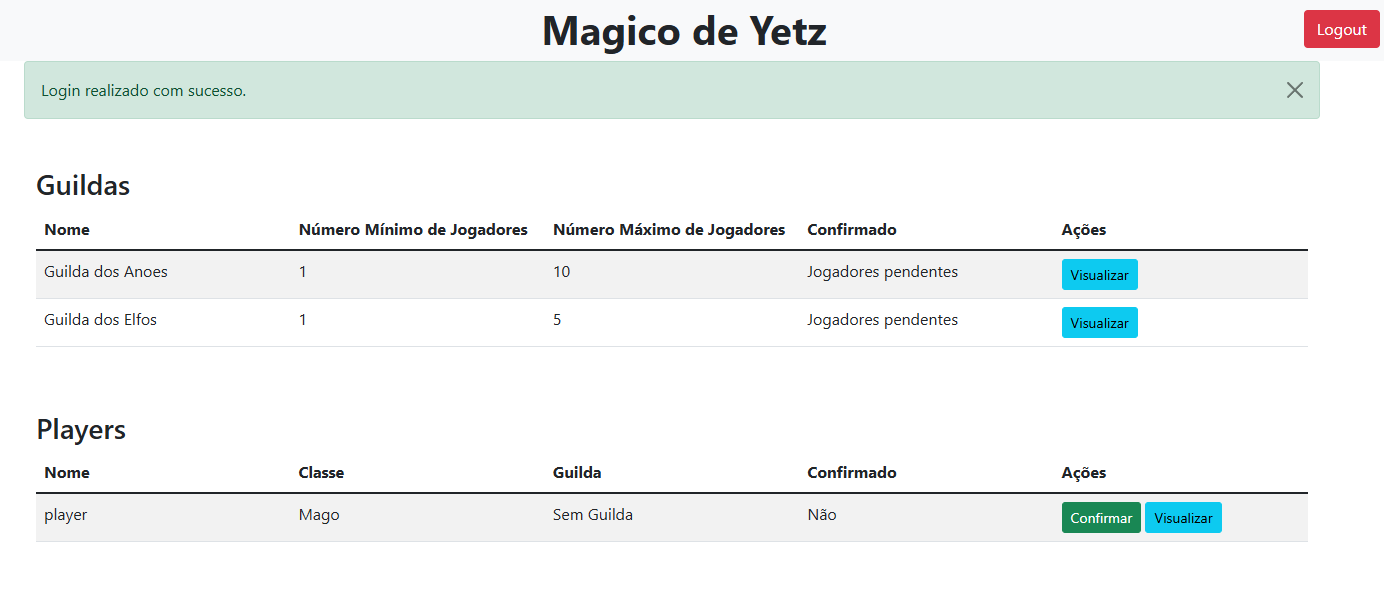 Magico de Yetz
Logout
Login realizado com sucesso.
Guildas
Nome Número Mínimo de Jogadores Número Máximo de Jogadores Confirmado Ações
Guilda dos Anoes 1 10 Jogadores pendentes Visualizar
Guilda dos Elfos 1 5 Jogadores pendentes Visualizar
Players
Nome Classe Guilda Confirmado Ações
player Mago Sem Guilda Não Confirmar Visualizar